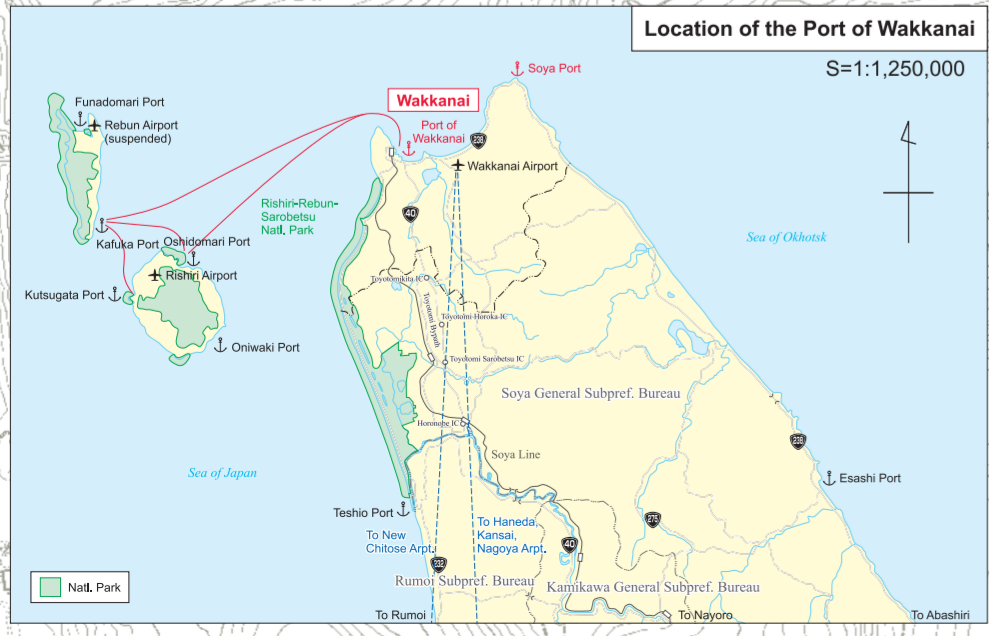 Location of the Port of Wakkanai
S=1:1,250,000
Soya Port
Funadomari Port
Rebun Airport
(suspended)
Wakkanai
Port of
Wakkanai
238
Wakkanai Airport
Rishiri-Rebun-
Sarobetsu
Natl. Park
40
Sea of Okhotsk
Kafuka Port
Oshidomari Port
Rishiri Airport
Kutsugata Port
Toyotomikita IC
Toyotomi Bypath
Toyotomi Horoka IC
Oniwaki Port
Toyotomi Sarobetsu IC
Soya General Subpref. Bureau
Horonobe IC
238
Soya Line
Sea of Japan
Esashi Port
Teshio Port
To New
Chitose Arpt.
To Haneda,
Kansai,
Nagoya Arpt.
275
40
232
Rumoi Subpref. Bureau
Kamikawa General Subpref. Bureau
Natl. Park
To Rumoi
To Nayoro
To Abashiri